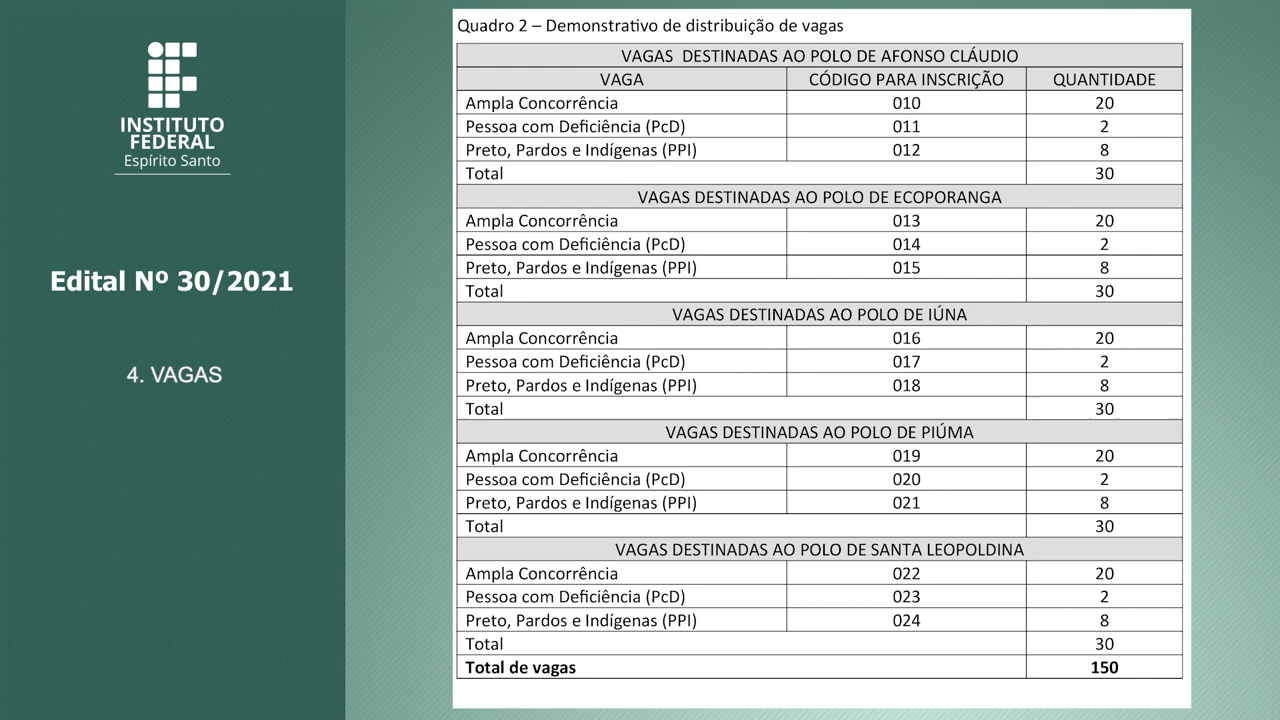 INSTITUTO
FEDERAL
Espírito Santo
Edital Nº 30/2021
4. VAGAS
Quadro 2 – Demonstrativo de distribuição de vagas
VAGAS DESTINADAS AO POLO DE AFONSO CLÁUDIO
VAGA CÓDIGO PARA INSCRIÇÃO QUANTIDADE
Ampla Concorrência 010 20
Pessoa com Deficiência (PcD) 011 2
Preto, Pardos e Indígenas (PPI) 012 8
Total 30
VAGAS DESTINADAS AO POLO DE ECOPORANGA
Ampla Concorrência 013 20
Pessoa com Deficiência (PcD) 014 2
Preto, Pardos e Indígenas (PPI) 015 8
Total 30
VAGAS DESTINADAS AO POLO DE IÚNA
Ampla Concorrência 016 20
Pessoa com Deficiência (PcD) 017 2
Preto, Pardos e Indígenas (PPI) 018 8
Total 30
VAGAS DESTINADAS AO POLO DE PIÚMA
Ampla Concorrência 019 20
Pessoa com Deficiência (PcD) 020 2
Preto, Pardos e Indígenas (PPI) 021 8
Total 30
VAGAS DESTINADAS AO POLO DE SANTA LEOPOLDINA
Ampla Concorrência 022 20
Pessoa com Deficiência (PcD) 023 2
Preto, Pardos e Indígenas (PPI) 024 8
Total 30
Total de vagas 150